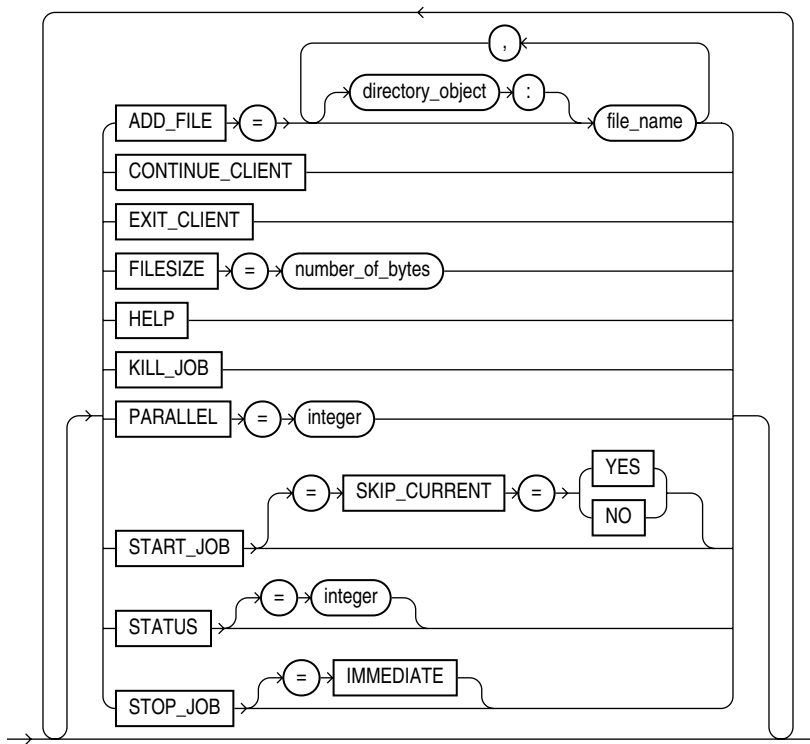 ,
directory_object :
ADD_FILE = file_name
CONTINUE_CLIENT
EXIT_CLIENT
FILESIZE = number_of_bytes
HELP
KILL_JOB
PARALLEL = integer
YES
= SKIP_CURRENT =
NO
START_JOB
= integer
STATUS
= IMMEDIATE
STOP_JOB